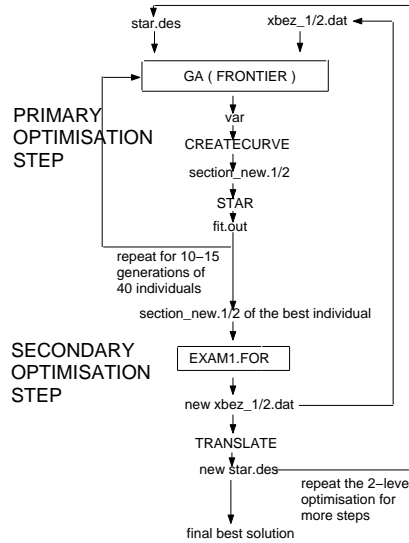 star.des
xbez_1/2.dat
GA ( FRONTIER )
PRIMARY
OPTIMISATION
STEP
var
CREATECURVE
section_new.1/2
STAR
fit.out
repeat for 10−15
generations of
40 individuals
section_new.1/2 of the best individual
SECONDARY
OPTIMISATION
STEP
EXAM1.FOR
new xbez_1/2.dat
TRANSLATE
new star.des
repeat the 2−level
optimisation for
more steps
final best solution